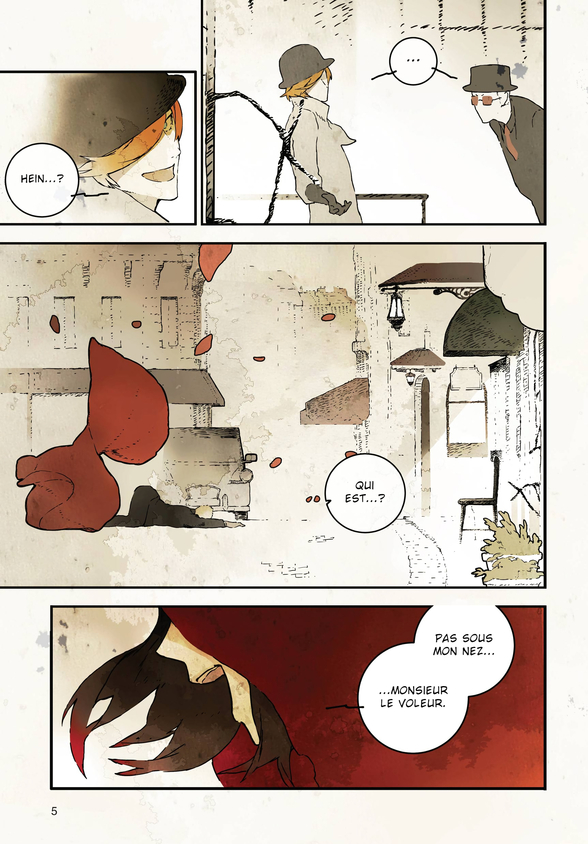 ...
HEIN...?
QUI
EST...?
PAS SOUS
MON NEZ...
...MONSIEUR
LE VOLEUR.
5